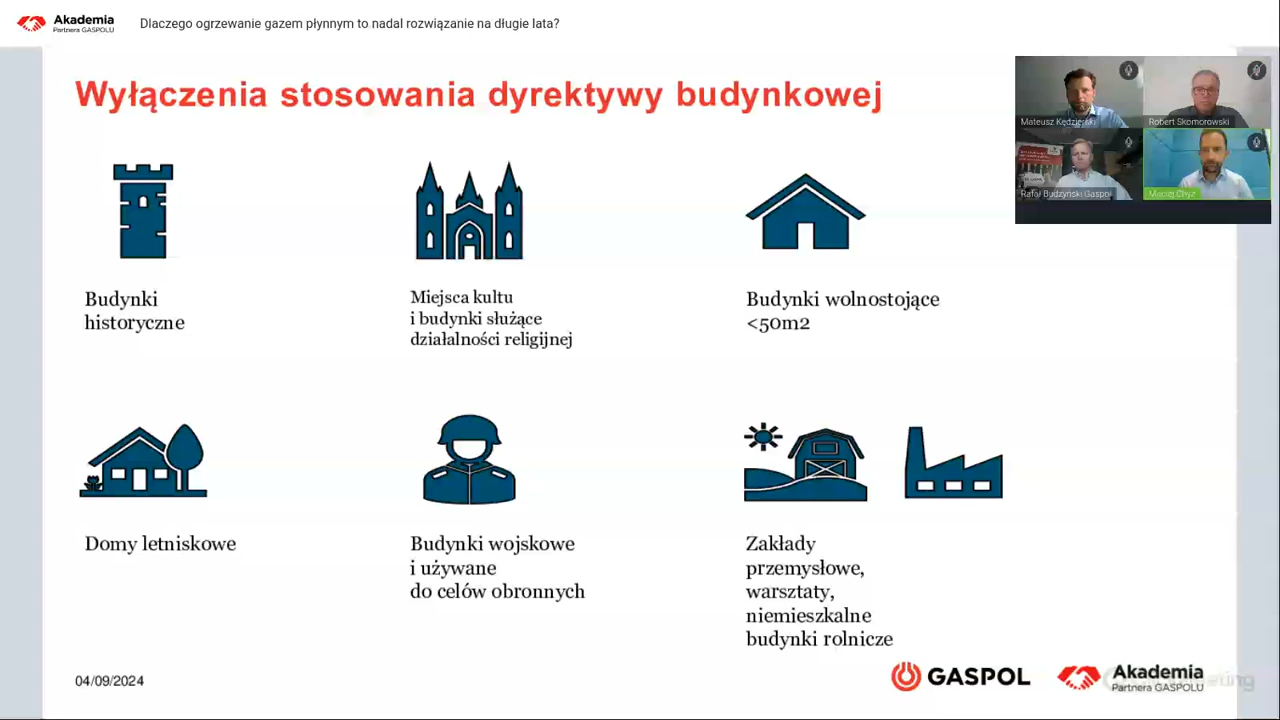 Akademia
Partnera GASPOLU
Dlaczego ogrzewanie gazem płynnym to nadal rozwiązanie na długie lata?
Wyłączenia stosowania dyrektywy budynkowej
Mateusz Kędzierski
Robert Skomorowski
Rafał Budzyński Gaspol
Maciej Chyż
Budynki
historyczne
Miejsca kultu
i budynki służące
działalności religijnej
Budynki wolnostojące
<50m2
Domy letniskowe
Budynki wojskowe
i używane
do celów obronnych
Zakłady
przemysłowe,
warsztaty,
niemieszkalne
budynki rolnicze
04/09/2024
GASPOL
Akademia
Partnera GASPOLU